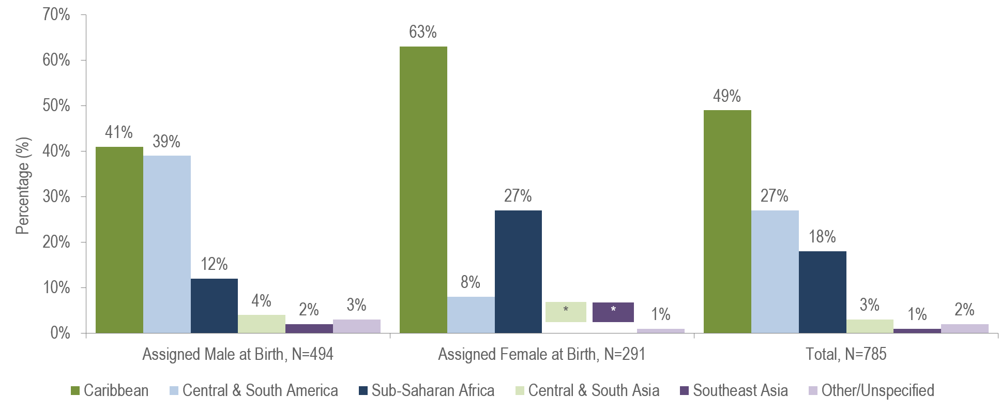 70%
60%
50%
40%
30%
20%
10%
0%
Percentage (%)
41%
39%
12%
4%
2%
3%
63%
8%
27%
*
*
1%
49%
27%
18%
3%
1%
2%
Assigned Male at Birth, N=494
Assigned Female at Birth, N=291
Total, N=785
Caribbean
Central & South America
Sub-Saharan Africa
Central & South Asia
Southeast Asia
Other/Unspecified